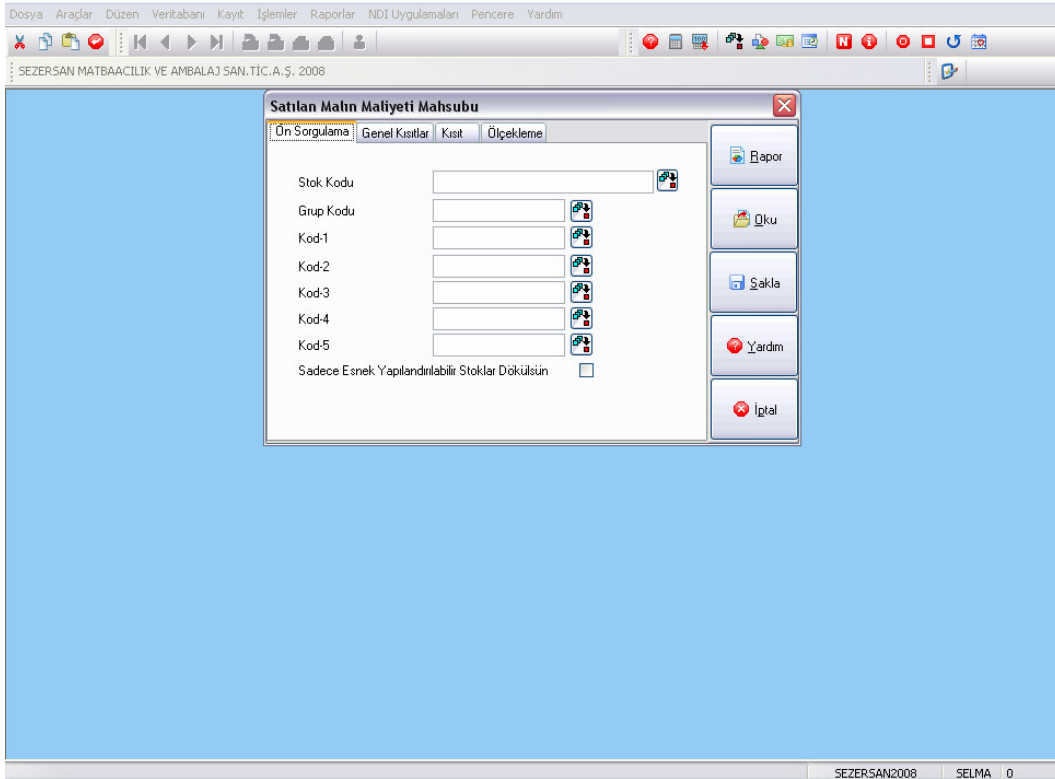 Dosya Araçlar Düzen Veritabanı Kayıt İşlemler Raporlar NDI Uygulamaları Pencere Yardım
SEZERSAN MATBAACILIK VE AMBALAJ SAN.TİC.A.Ş. 2008
Satılan Malın Maliyeti Mahsubu
Ön Sorgulama Genel Kısıtlar Kısıt Ölçekleme
Rapor
Stok Kodu
Grup Kodu
Oku
Kod-1
Kod-2
Kod-3
Sakla
Kod-4
Kod-5
Yardım
Sadece Esnek Yapılandırılabilir Stoklar Dökülsün
İptal
SEZERSAN2008 SELMA 0